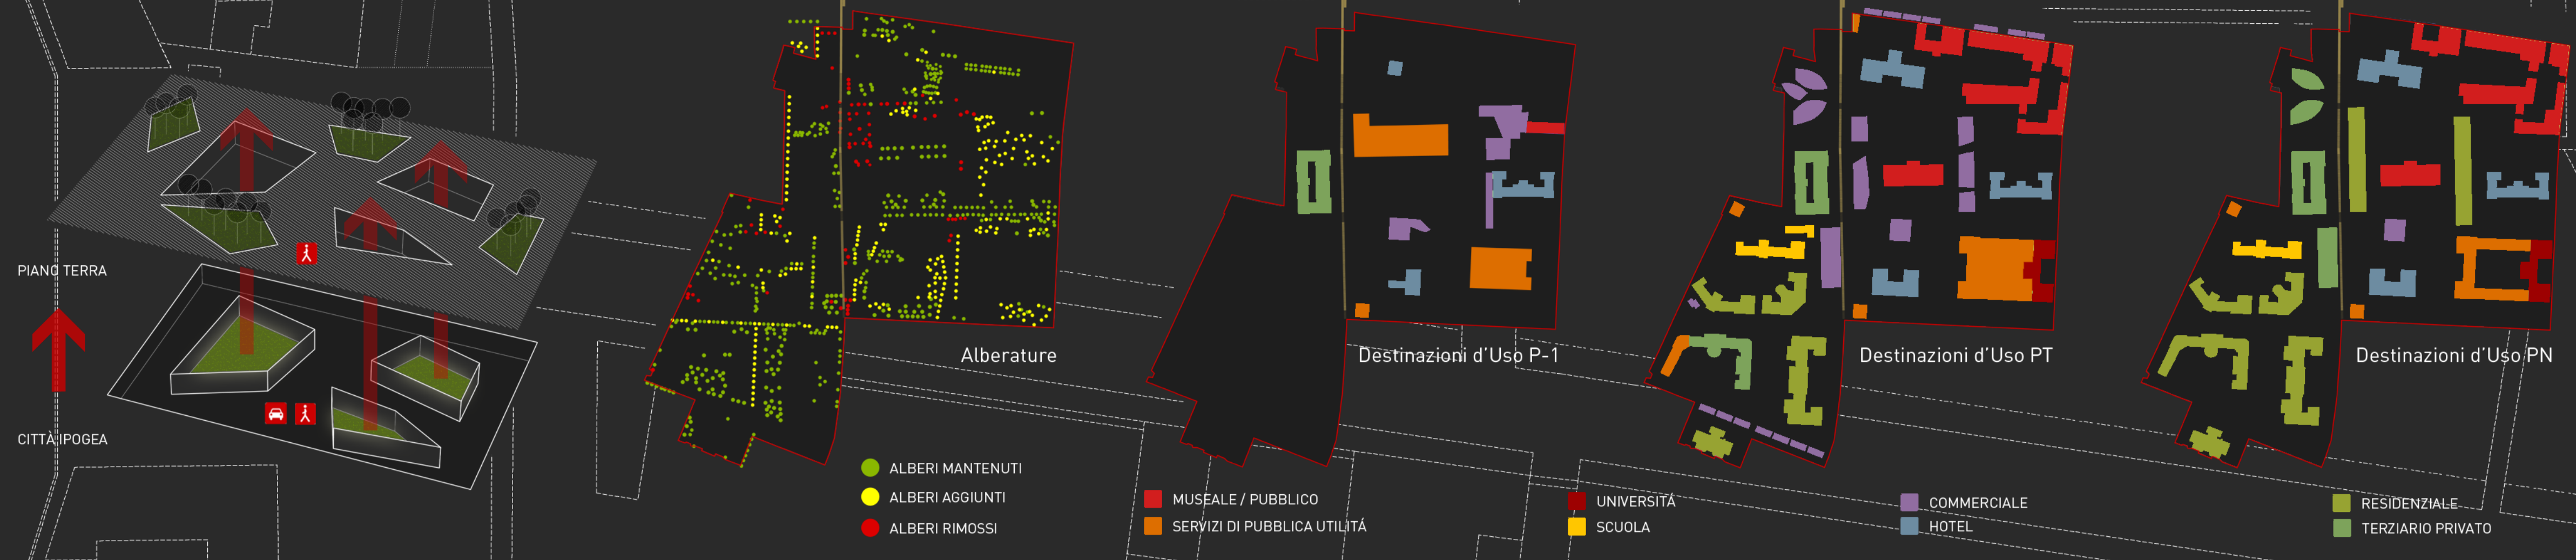 PIANO TERRA
CITTÀ IPOGEA
Alberature
ALBERI MANTENUTI
ALBERI AGGIUNTI
ALBERI RIMOSSI
Destinazioni d'Uso P-1
Destinazioni d'Uso PT
Destinazioni d'Uso PN
MUSEALE / PUBBLICO
SERVIZI DI PUBBLICA UTILITÁ
UNIVERSITÁ
SCUOLA
COMMERCIALE
HOTEL
RESIDENZIALE
TERZIARIO PRIVATO